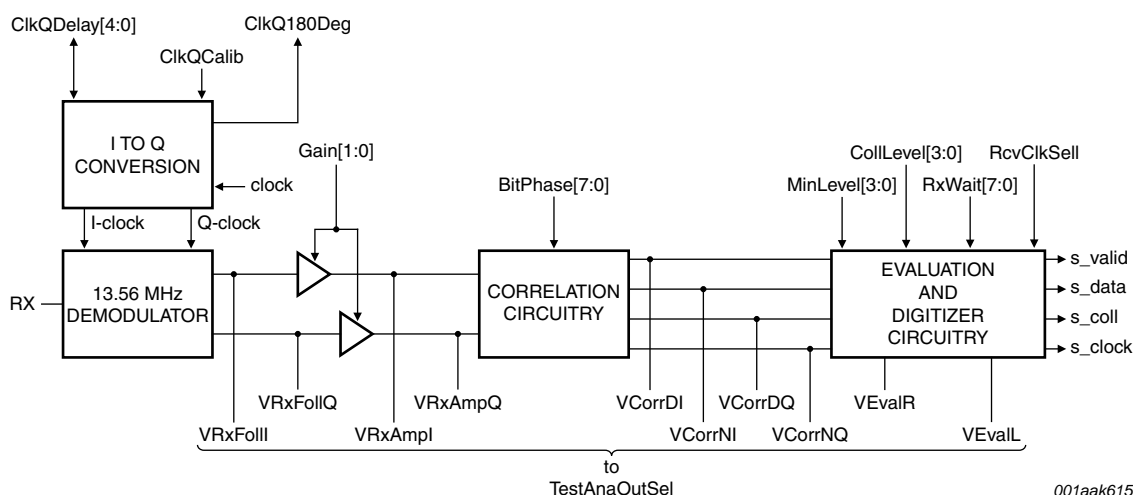 ClkQDelay[4:0]
ClkQ180Deg
ClkQCalib
I TO Q
CONVERSION
clock
I-clock
Q-clock
Gain[1:0]
BitPhase[7:0]
CollLevel[3:0]
RcvClkSell
MinLevel[3:0]
RxWait[7:0]
RX
13.56 MHz
DEMODULATOR
CORRELATION
CIRCUITRY
EVALUATION
AND
DIGITIZER
CIRCUITRY
s_valid
s_data
s_coll
s_clock
VRxFollQ
VRxAmpQ
VCorrDI
VCorrDQ
VEvalR
VRxFollI
VRxAmpI
VCorrNI
VCorrNQ
VEvalL
to
TestAnaOutSel
001aak615